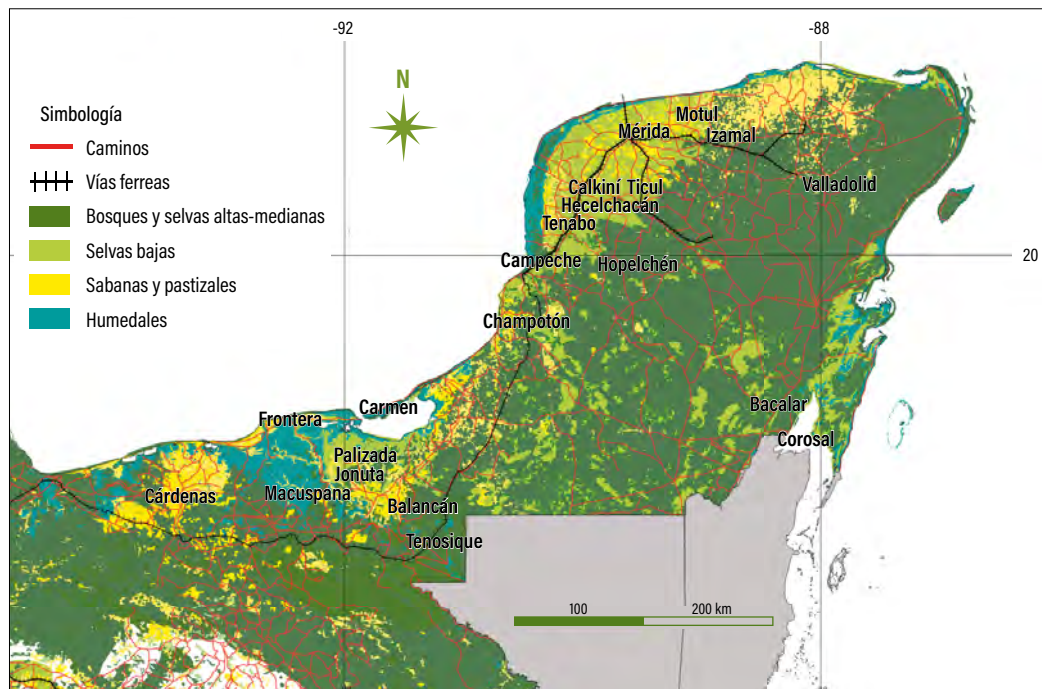 -92
-88
N
Simbología
Caminos
Vías ferreas
Bosques y selvas altas-medianas
Selvas bajas
Sabanas y pastizales
Humedales
Motul
Mérida
Izamal
Valladolid
Calkiní Ticul
Hecelchacán
Tenabo
Campeche
Hopelchén
20
Champotón
Carmen
Frontera
Bacalar
Corosal
Palizada
Jonuta
Cárdenas
Macuspana
Balancán
Tenosique
100
200 km